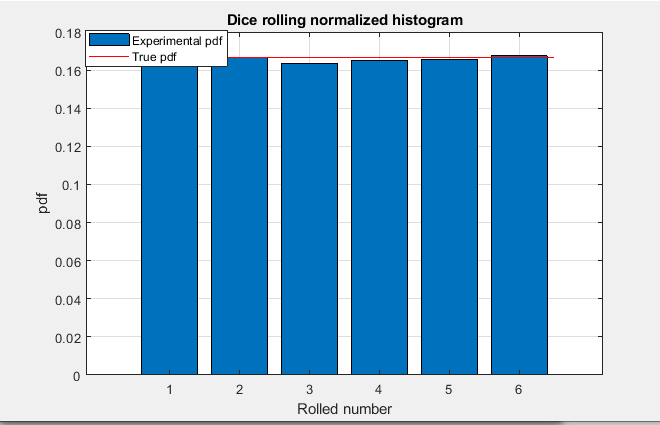 Dice rolling normalized histogram
Experimental pdf
True pdf
0.18
0.16
0.14
0.12
0.1
0.08
0.06
0.04
0.02
0
pdf
1 2 3 4 5 6
Rolled number